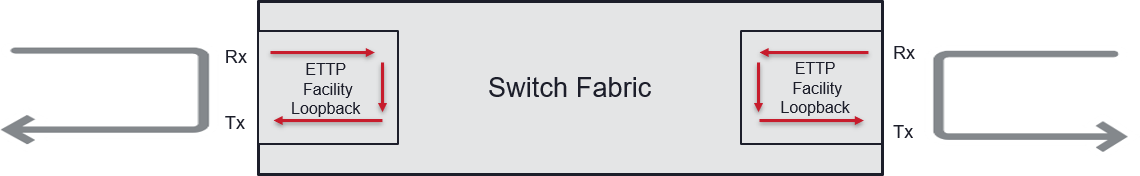 Rx
ETTP
Facility
Loopback
Tx
Switch Fabric
ETTP
Facility
Loopback
Rx
Tx